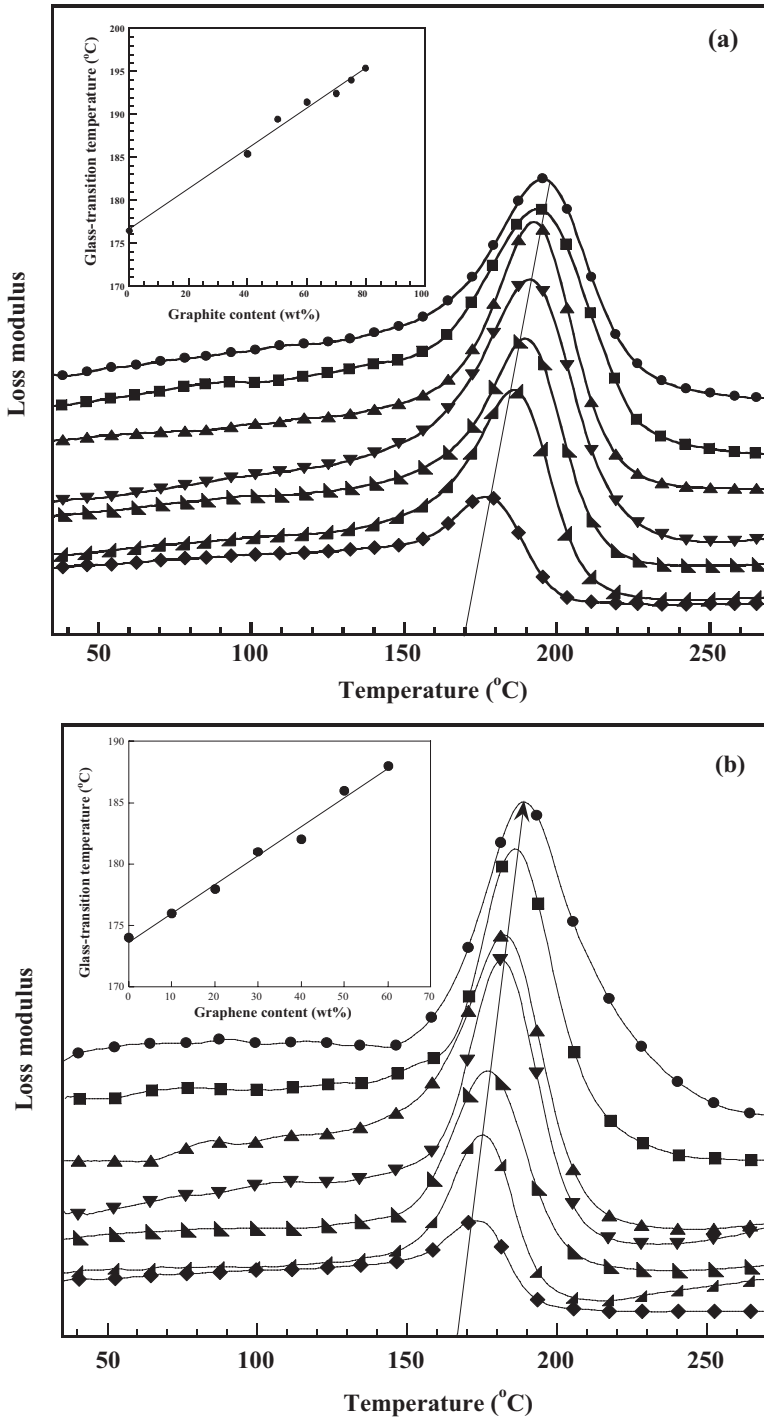 (a)
Loss modulus
Glass-transition temperature (°C)
200
195
190
185
180
175
170
0 20 40 60 80 100
Graphite content (wt%)
50 100 150 200 250
Temperature (°C)
(b)
Loss modulus
Glass-transition temperature (°C)
190
185
180
175
170
0 10 20 30 40 50 60 70
Graphene content (wt%)
50 100 150 200 250
Temperature (°C)